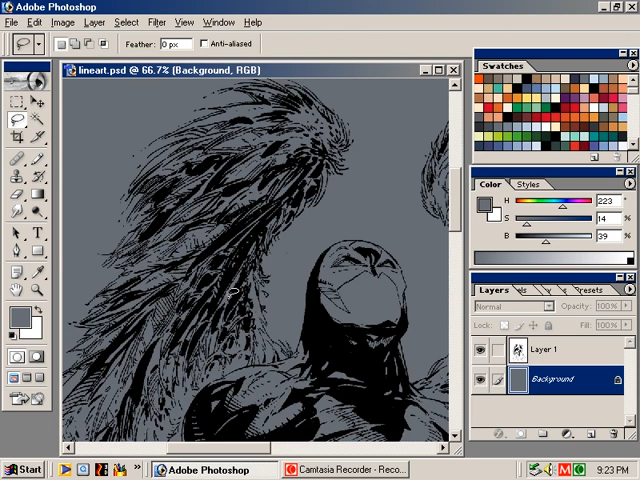 Adobe Photoshop
File Edit Image Layer Select Filter View Window Help
Feather: 0 px Anti-aliased
lineart.psd @ 66.7% (Background, RGB)
Swatches
Color Styles
H 223 °
S 14 %
B 39 %
Layers els resets
Normal Opacity: 100%
Lock: Fill: 100%
Layer 1
Background
Start Adobe Photoshop Camtasia Recorder - Reco... 9:23 PM